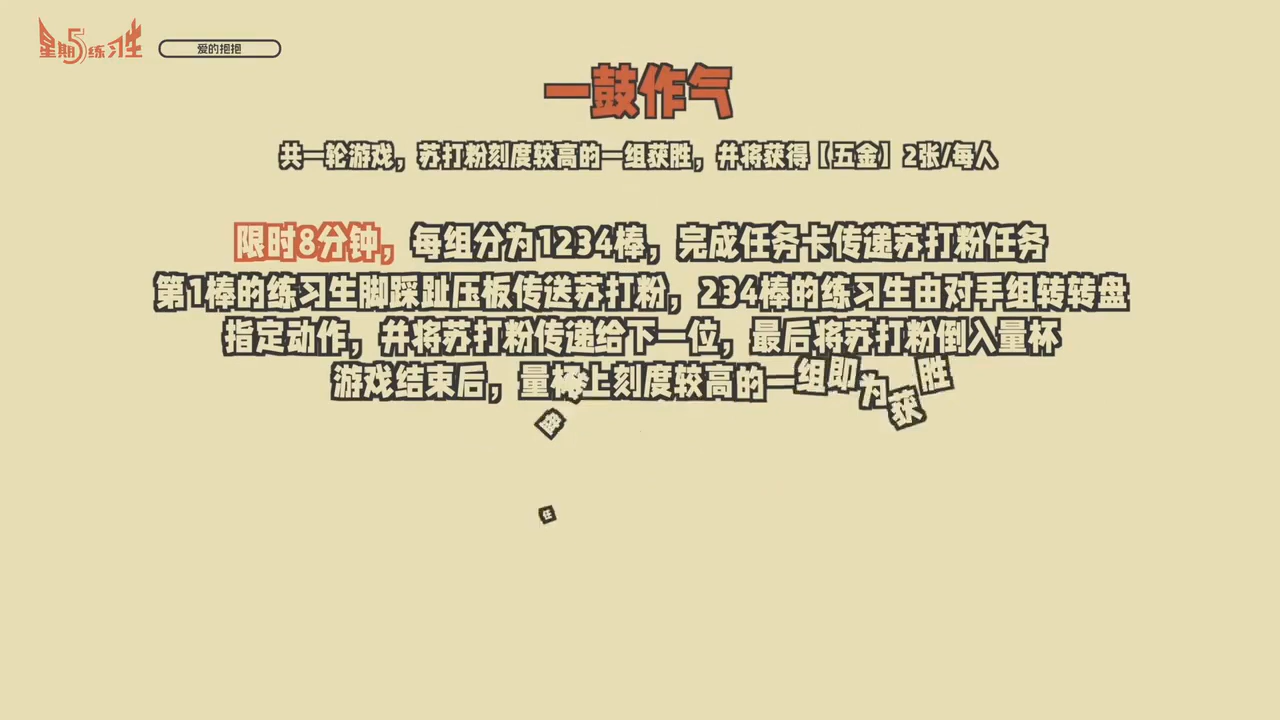 星期5练习生
爱的抱抱
一鼓作气
共一轮游戏，苏打粉刻度较高的一组获胜，并将获得【五金】2张/每人
限时8分钟，每组分为1234棒，完成任务卡传递苏打粉任务
第1棒的练习生脚踩趾压板传送苏打粉，234棒的练习生由对手组转转盘
指定动作，并将苏打粉传递给下一位，最后将苏打粉倒入量杯
游戏结束后，量杯上刻度较高的一组即为获胜
盘
任